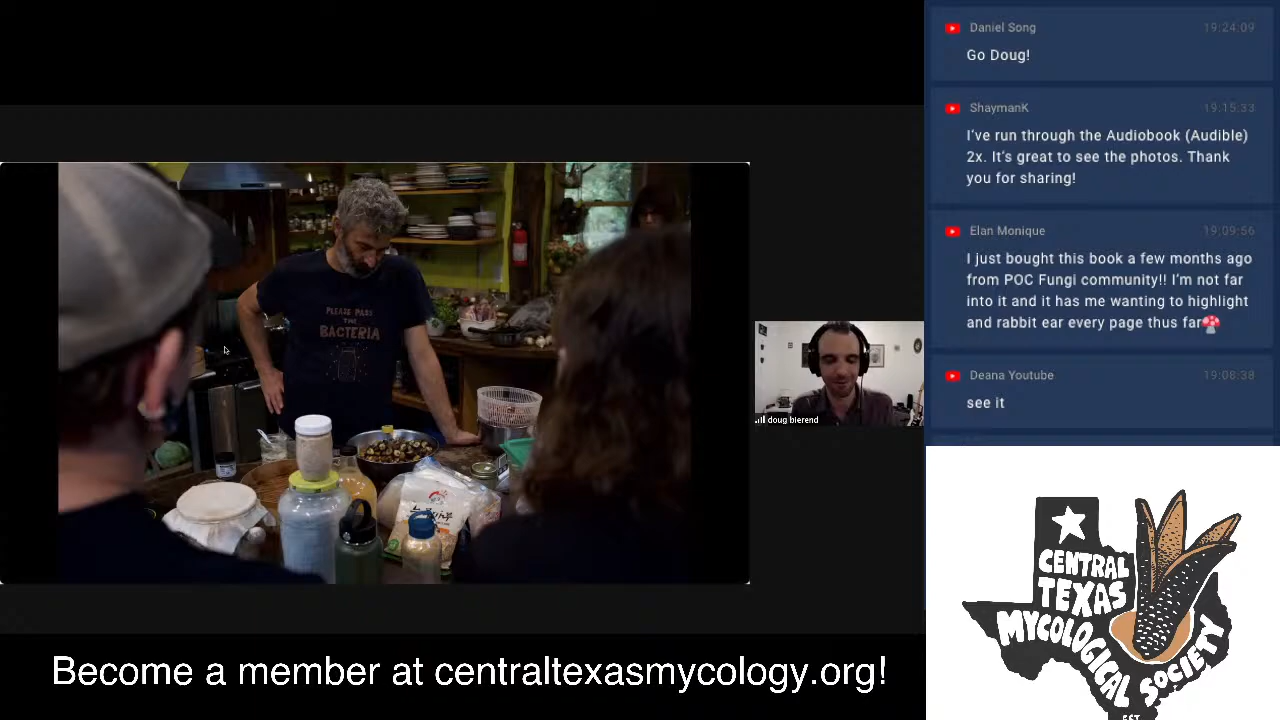 Daniel Song 19:24:09
Go Doug!
ShaymanK 19:15:33
I've run through the Audiobook (Audible)
2x. It's great to see the photos. Thank
you for sharing!
Elan Monique 19:09:56
I just bought this book a few months ago
from POC Fungi community!! I'm not far
into it and it has me wanting to highlight
and rabbit ear every page thus far🍄
Deana Youtube 19:08:38
see it
PLEASE PASS
THE
BACTERIA
doug bierend
CENTRAL
TEXAS
MYCOLOGICAL
SOCIETY
EST
Become a member at centraltexasmycology.org!